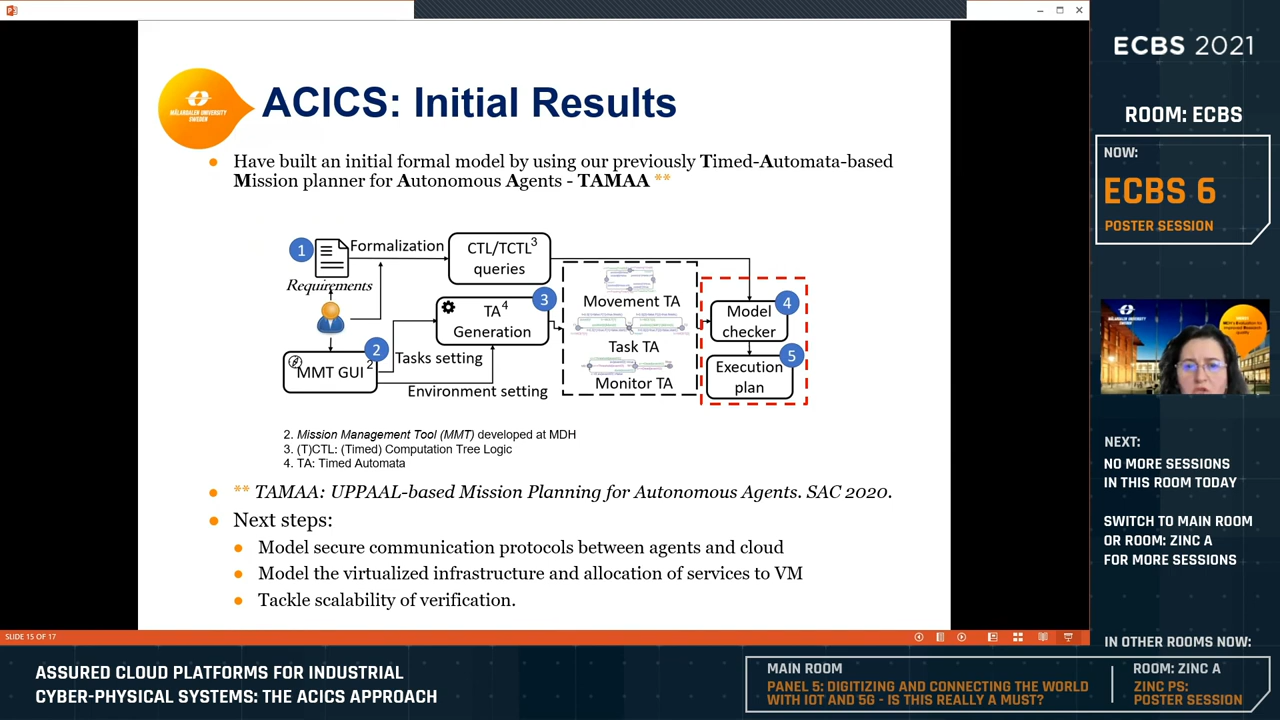 ACICS: Initial Results
MÄLARDALEN UNIVERSITY
SWEDEN
Have built an initial formal model by using our previously Timed-Automata-based
Mission planner for Autonomous Agents - TAMAA **
1
Requirements
Formalization
CTL/TCTL3
queries
2
MMT GUI 2
Tasks setting
Environment setting
3
TA4
Generation
Movement TA
Task TA
Monitor TA
4
Model
checker
5
Execution
plan
2. Mission Management Tool (MMT) developed at MDH
3. (T)CTL: (Timed) Computation Tree Logic
4. TA: Timed Automata
** TAMAA: UPPAAL-based Mission Planning for Autonomous Agents. SAC 2020.
Next steps:
Model secure communication protocols between agents and cloud
Model the virtualized infrastructure and allocation of services to VM
Tackle scalability of verification.
SLIDE 15 OF 17
ECBS 2021
ROOM: ECBS
NOW:
ECBS 6
POSTER SESSION
NEXT:
NO MORE SESSIONS
IN THIS ROOM TODAY
SWITCH TO MAIN ROOM
OR ROOM: ZINC A
FOR MORE SESSIONS
IN OTHER ROOMS NOW:
ASSURED CLOUD PLATFORMS FOR INDUSTRIAL
CYBER-PHYSICAL SYSTEMS: THE ACICS APPROACH
MAIN ROOM
PANEL 5: DIGITIZING AND CONNECTING THE WORLD
WITH IOT AND 5G - IS THIS REALLY A MUST?
ROOM: ZINC A
ZINC PS:
POSTER SESSION